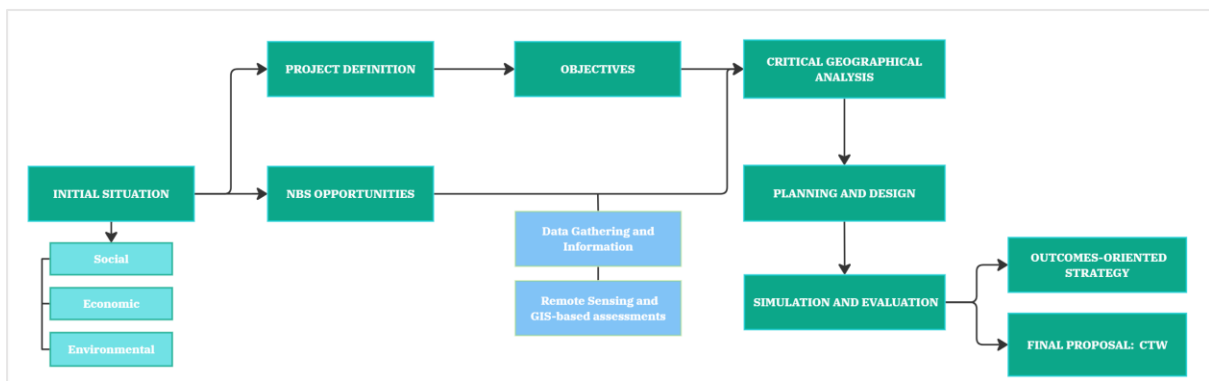 PROJECT DEFINITION
OBJECTIVES
CRITICAL GEOGRAPHICAL
ANALYSIS
INITIAL SITUATION
NBS OPPORTUNITIES
PLANNING AND DESIGN
Social
Economic
Environmental
Data Gathering and
Information
Remote Sensing and
GIS-based assessments
SIMULATION AND EVALUATION
OUTCOMES-ORIENTED
STRATEGY
FINAL PROPOSAL: CTW